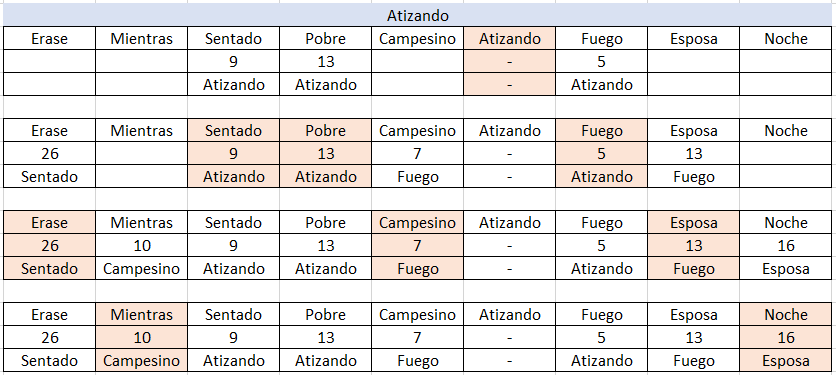 Atizando
Erase Mientras Sentado Pobre Campesino Atizando Fuego Esposa Noche
9 13 - 5
Atizando Atizando - Atizando
Erase Mientras Sentado Pobre Campesino Atizando Fuego Esposa Noche
26 9 13 7 - 5 13
Sentado Atizando Atizando Fuego - Atizando Fuego
Erase Mientras Sentado Pobre Campesino Atizando Fuego Esposa Noche
26 10 9 13 7 - 5 13 16
Sentado Campesino Atizando Atizando Fuego - Atizando Fuego Esposa
Erase Mientras Sentado Pobre Campesino Atizando Fuego Esposa Noche
26 10 9 13 7 - 5 13 16
Sentado Campesino Atizando Atizando Fuego - Atizando Fuego Esposa